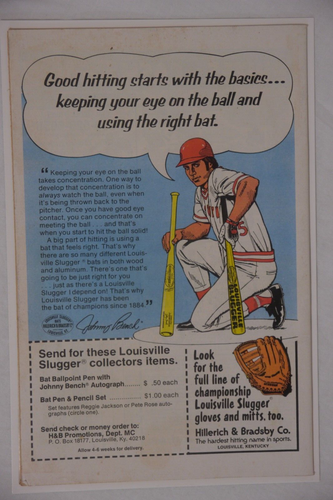 Good hitting starts with the basics...
keeping your eye on the ball and
using the right bat.
“Keeping your eye on the ball
takes concentration. One way to
develop that concentration is to
always watch the ball, even when
it's being thrown back to the
pitcher. Once you have good eye
contact, you can concentrate on
meeting the ball . . . and that's
when you start to hit the ball solid!
A big part of hitting is using a
bat that feels right. That's why
there are so many different Louis-
ville Slugger® bats in both wood
and aluminum. There's one that's
going to be just right for you
. . . just as there's a Louisville
Slugger I depend on. That's why
Louisville Slugger has been
the bat of champions since 1884.”
Johnny Bench
Send for these Louisville
Slugger® collectors items.
Bat Ballpoint Pen with
Johnny Bench® Autograph........ $ .50 each
Bat Pen & Pencil Set ............ $1.00 each
Set features Reggie Jackson or Pete Rose auto-
graphs (circle one).
Send check or money order to:
H&B Promotions, Dept. MC
P. O. Box 18177, Louisville, Ky. 40218
Allow 6-8 weeks for delivery.
Look
for the
full line of
championship
Louisville Slugger®
gloves and mitts, too.
Hillerich & Bradsby Co.
The hardest hitting name in sports.
LOUISVILLE, KENTUCKY